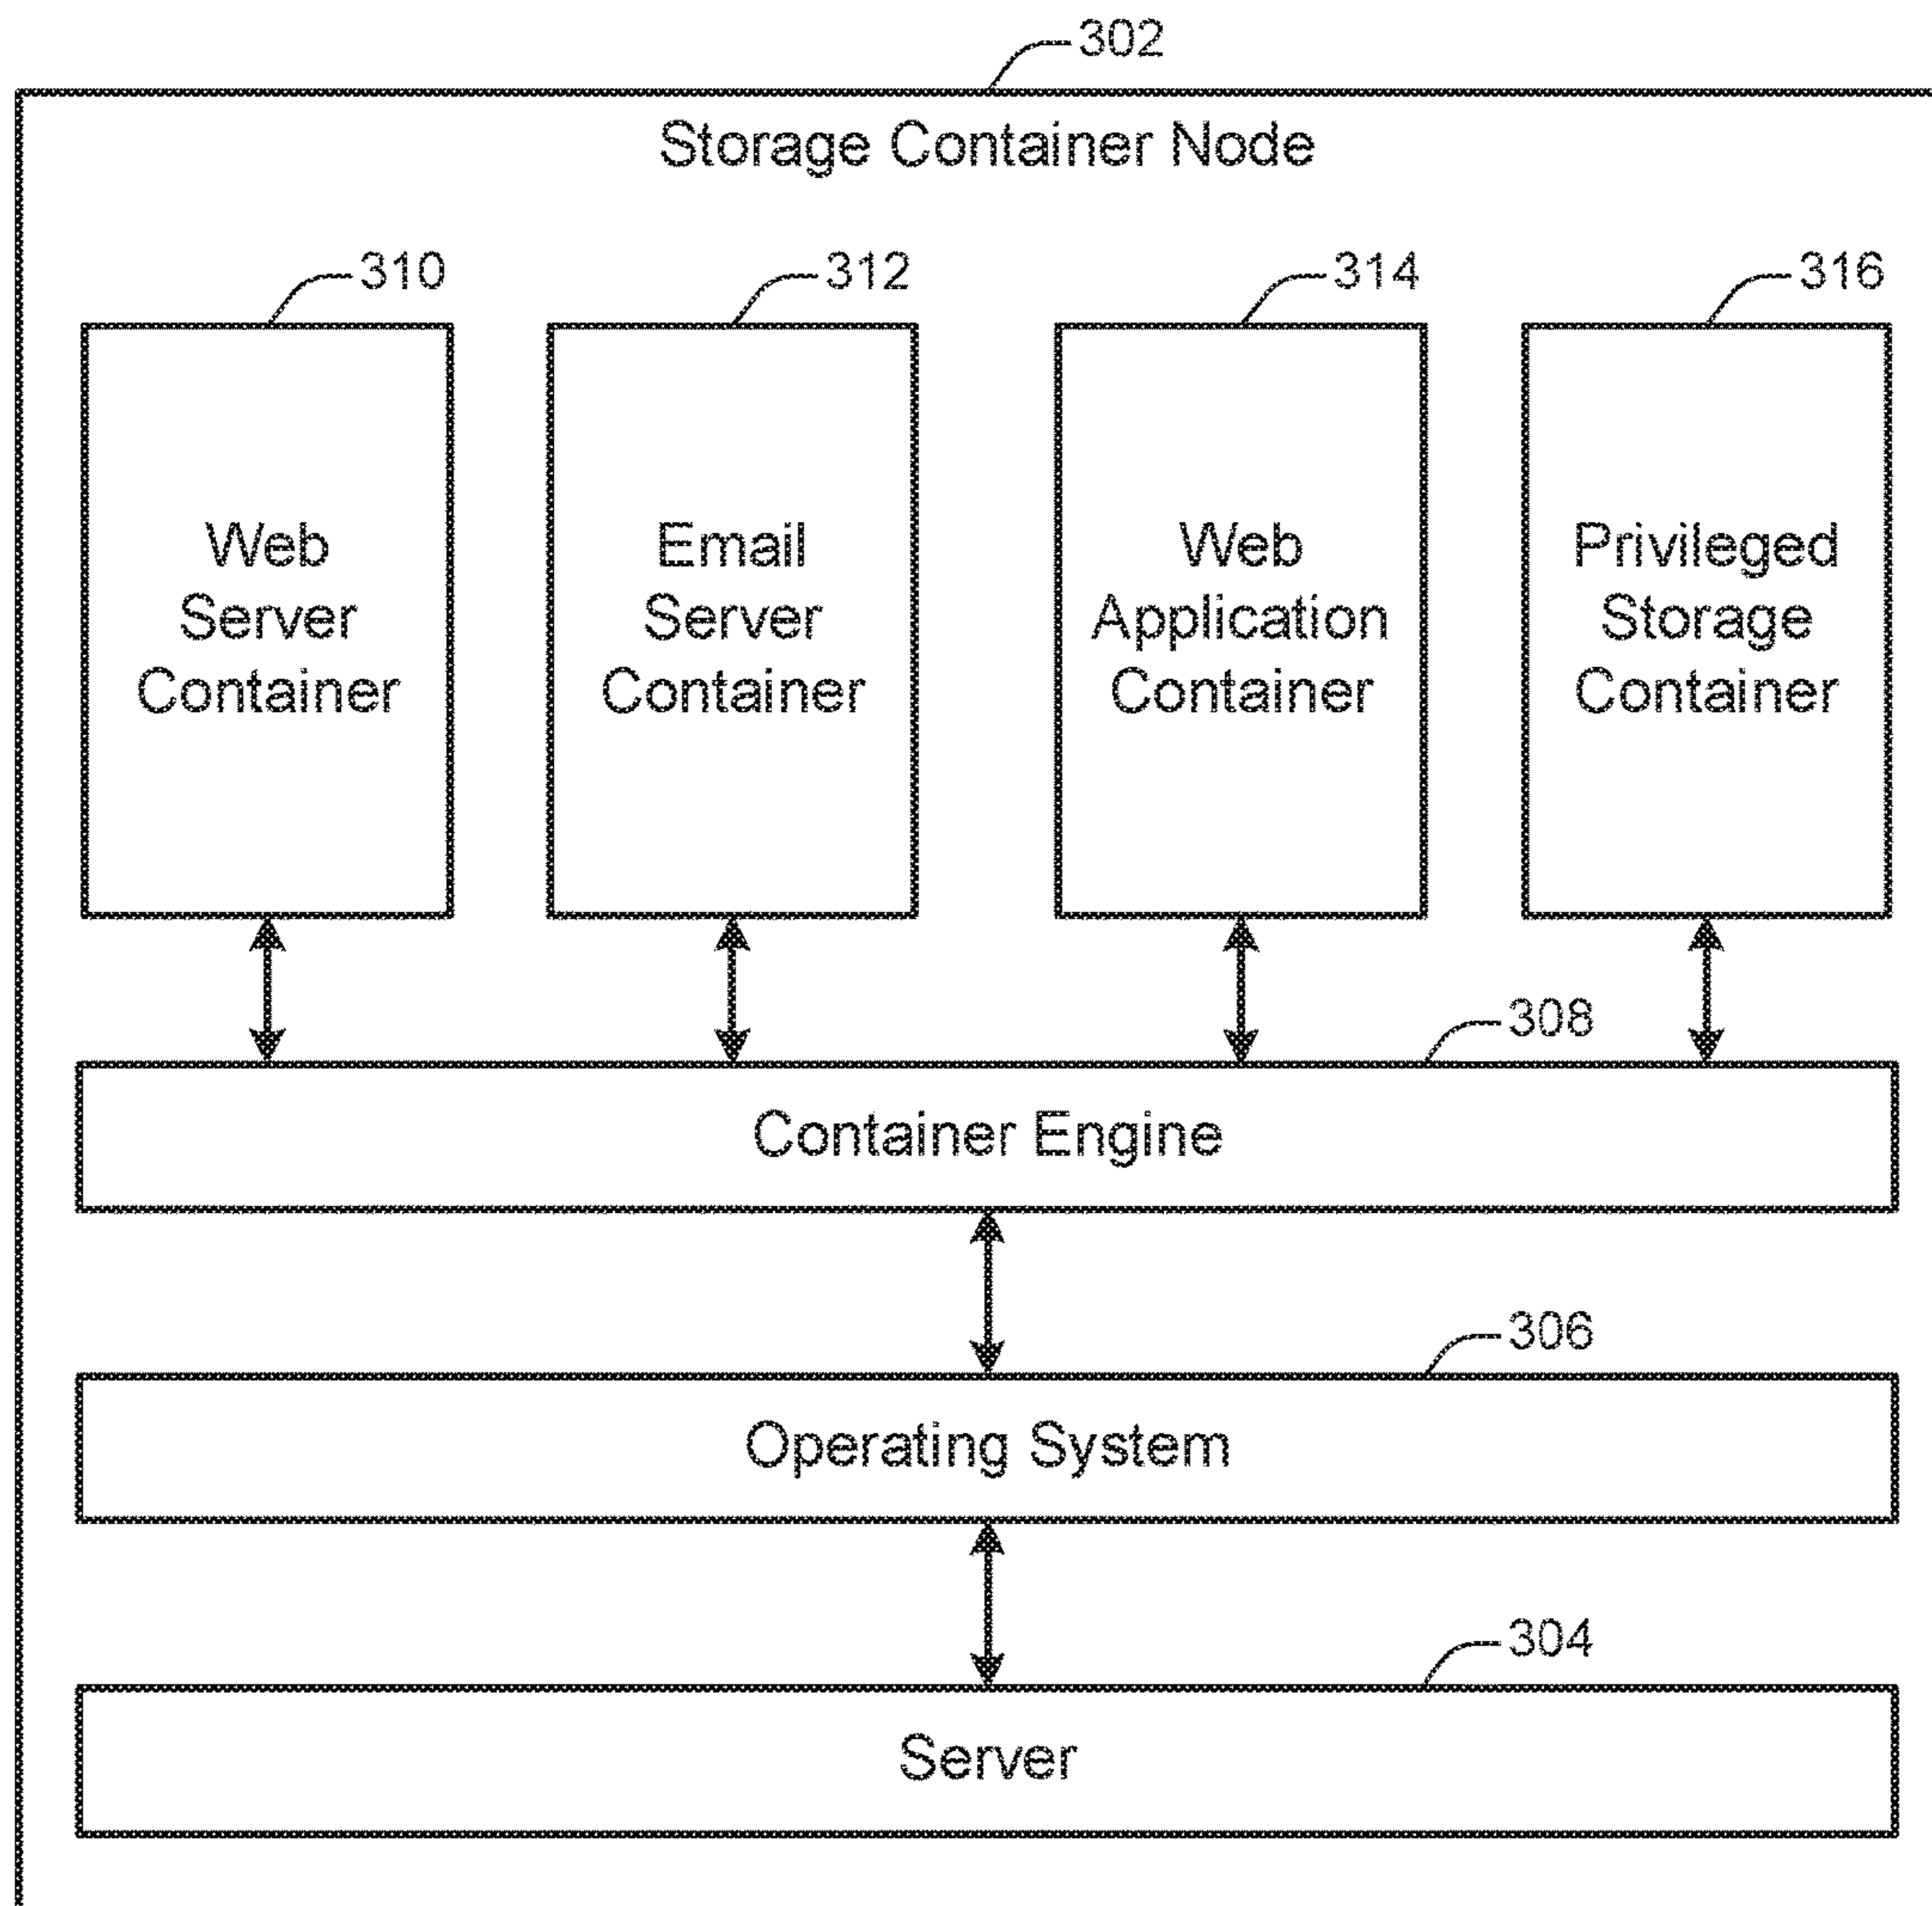 302
Storage Container Node
310
312
314
316
Web
Server
Container
Email
Server
Container
Web
Application
Container
Privileged
Storage
Container
308
Container Engine
306
Operating System
304
Server